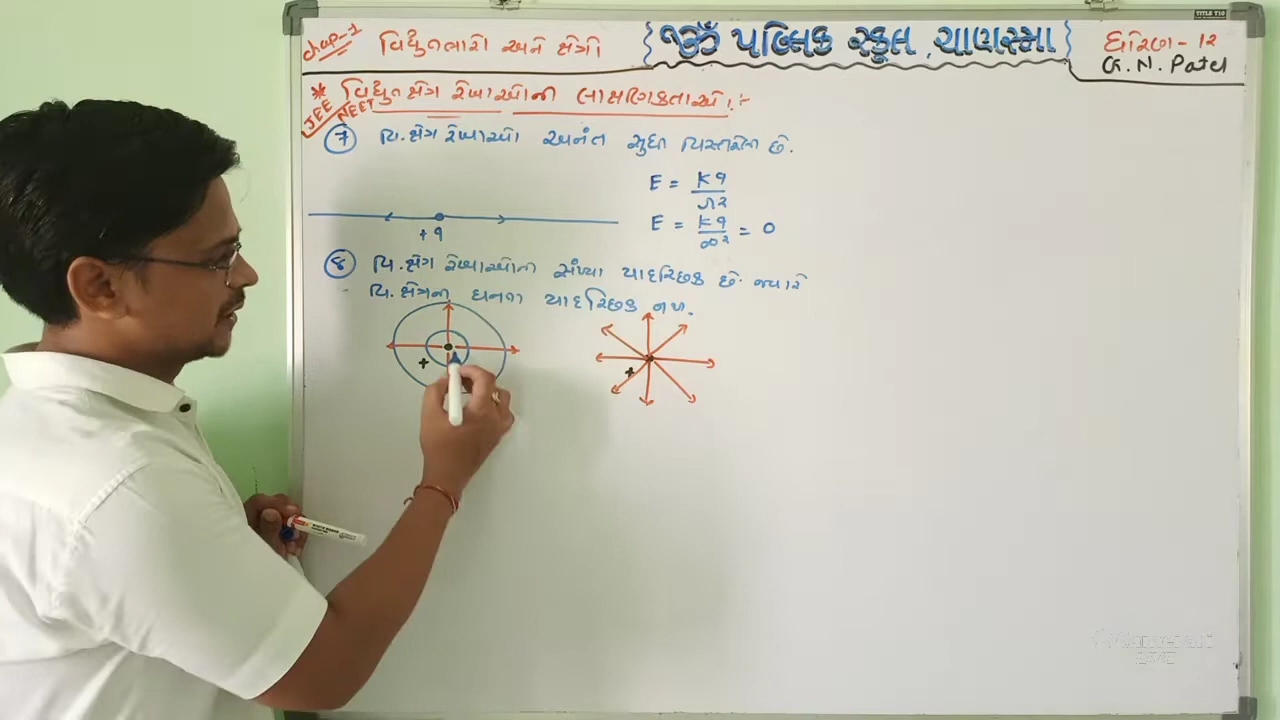 chap-1 વિદ્યુતભારો અને ક્ષેત્રો
ૐ પબ્લિક સ્કુલ, ચાણસ્મા
ધોરણ - 12
G. N. Patel
* વિદ્યુતક્ષેત્ર રેખાઓની લાક્ષણિકતાઓ :-
JEE
NEET
7 વિ.ક્ષેત્ર રેખાઓ અનંત સુધી વિસ્તરેલ છે.
E = kq/r²
E = kq/∞² = 0
+q
8 વિ.ક્ષેત્ર રેખાઓની સંખ્યા યાદચ્છિક છે. જ્યારે
વિ.ક્ષેત્રની ઘનતા યાદચ્છિક નથી.
+
+